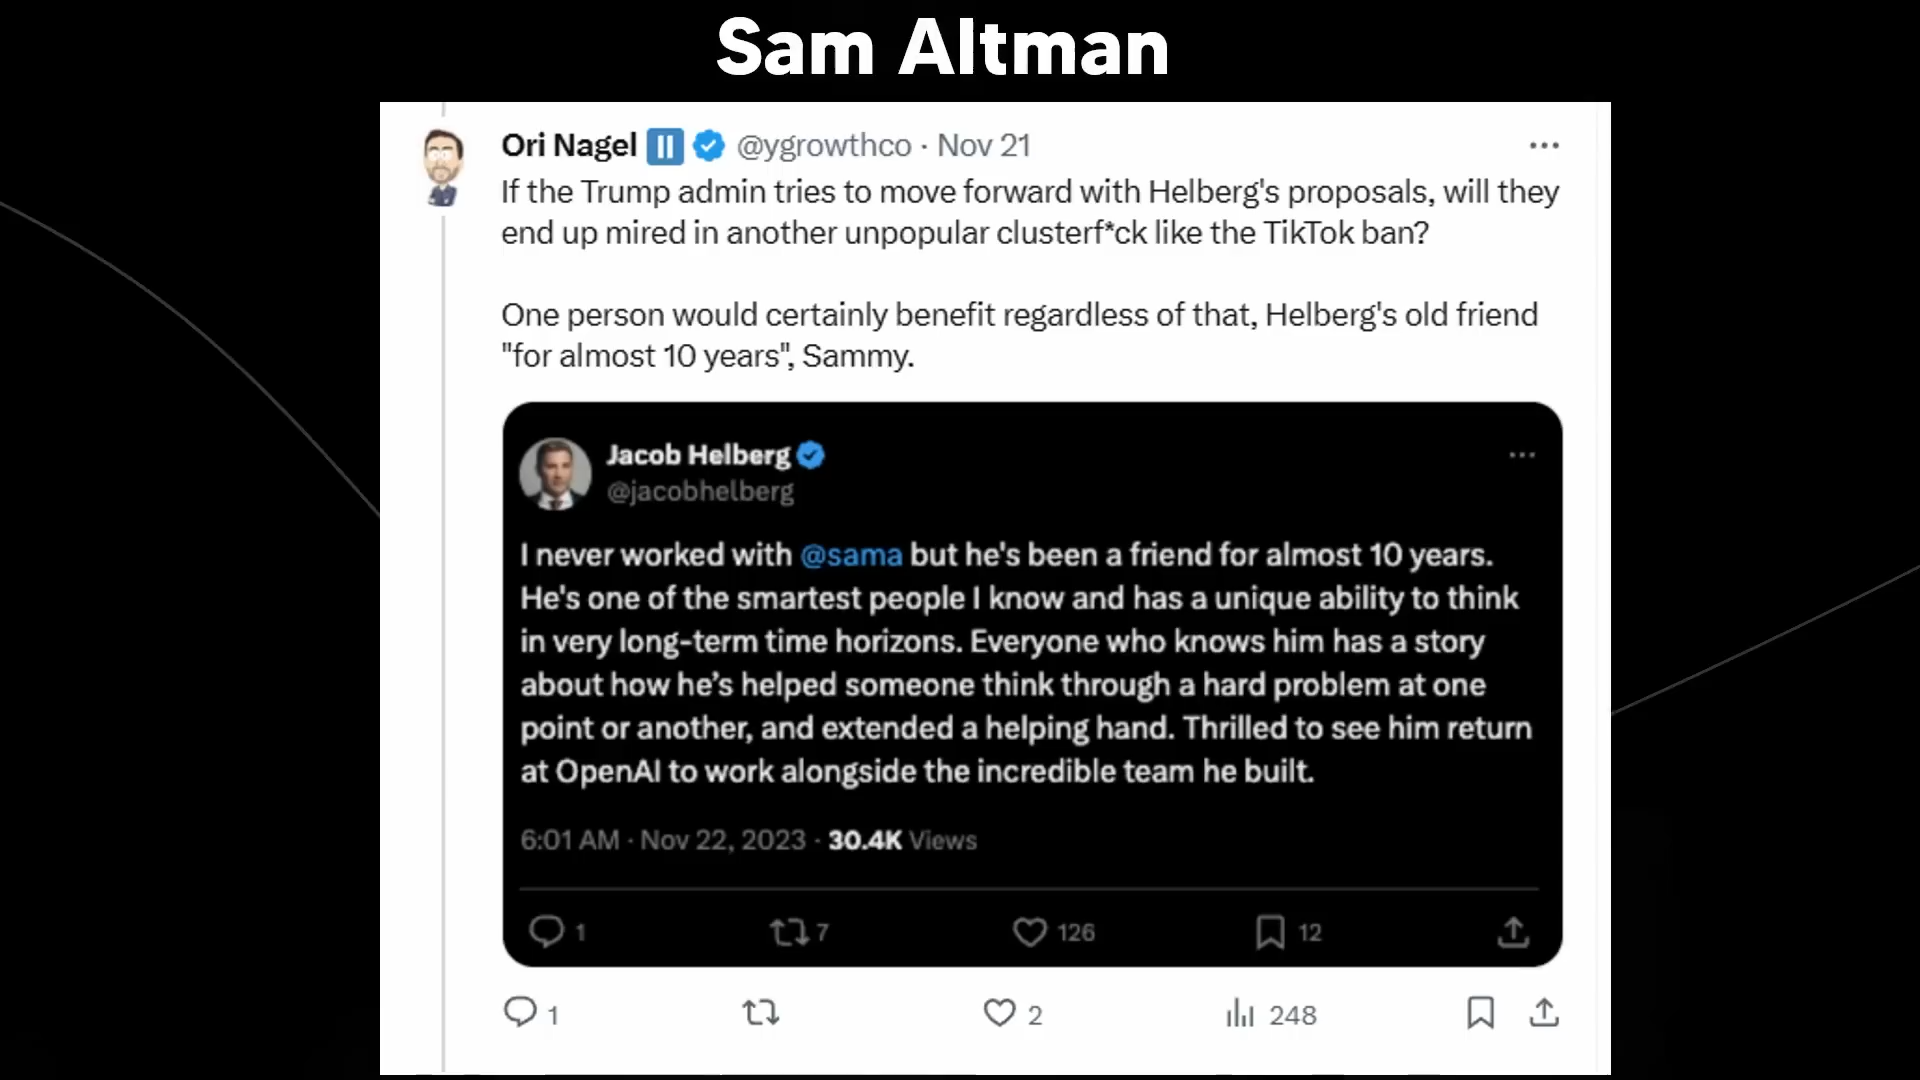 Sam Altman
Ori Nagel ⏸️ @ygrowthco · Nov 21
If the Trump admin tries to move forward with Helberg's proposals, will they
end up mired in another unpopular clusterf*ck like the TikTok ban?
One person would certainly benefit regardless of that, Helberg's old friend
"for almost 10 years", Sammy.
Jacob Helberg
@jacobhelberg
I never worked with @sama but he's been a friend for almost 10 years.
He's one of the smartest people I know and has a unique ability to think
in very long-term time horizons. Everyone who knows him has a story
about how he’s helped someone think through a hard problem at one
point or another, and extended a helping hand. Thrilled to see him return
at OpenAI to work alongside the incredible team he built.
6:01 AM · Nov 22, 2023 · 30.4K Views
1 7 126 12
1 2 248